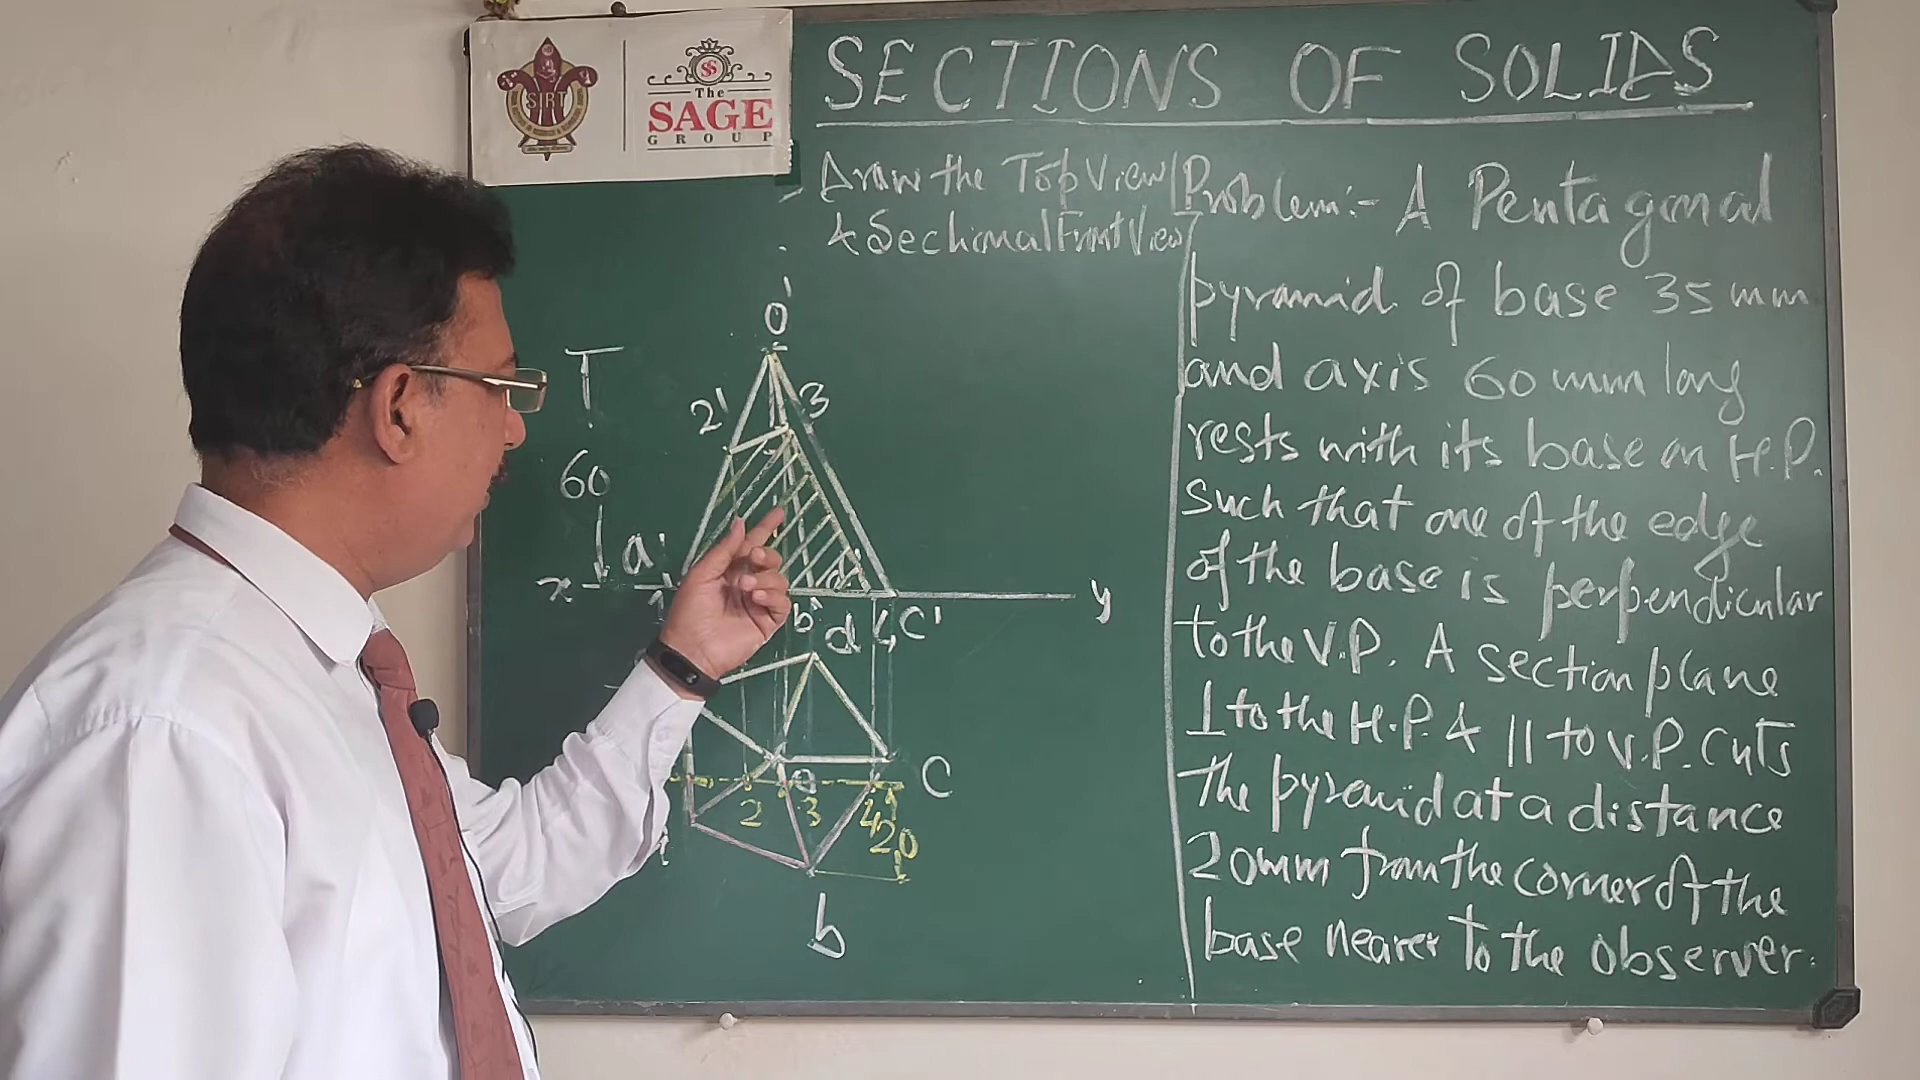 SIRT
SS
The
SAGE
GROUP
SECTIONS OF SOLIDS
Draw the Top View
& Sectional Front View
Problem:- A Pentagonal
pyramid of base 35 mm
and axis 60 mm long
rests with its base on H.P.
Such that one of the edge
of the base is perpendicular
to the V.P. A section plane
⊥ to the H.P. & || to V.P. cuts
the pyramid at a distance
20mm from the corner of the
base nearer to the observer.
O'
2'
3
60
a'
d'
x
y
b'
d
C'
C
o
2
3
4
20
b